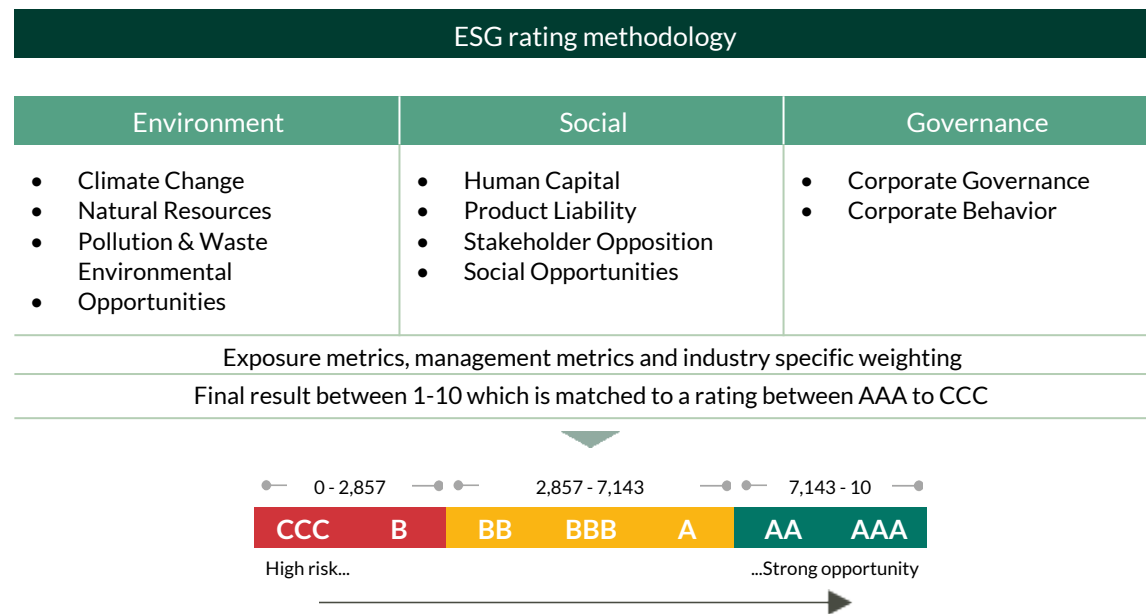 ESG rating methodology
Environment
Social
Governance
• Climate Change
• Natural Resources
• Pollution & Waste
Environmental
• Opportunities
• Human Capital
• Product Liability
• Stakeholder Opposition
• Social Opportunities
• Corporate Governance
• Corporate Behavior
Exposure metrics, management metrics and industry specific weighting
Final result between 1-10 which is matched to a rating between AAA to CCC
0 - 2,857
2,857 - 7,143
7,143 - 10
CCC B BB BBB A AA AAA
High risk...
...Strong opportunity